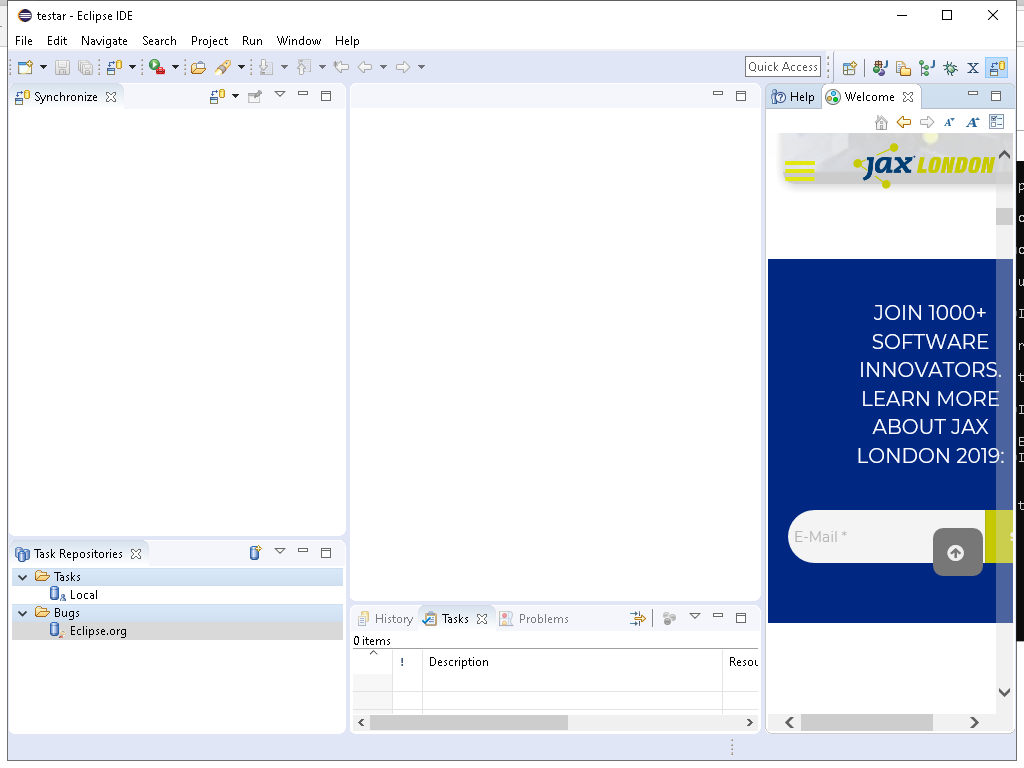 testar - Eclipse IDE
File Edit Navigate Search Project Run Window Help
Quick Access
Synchronize
Help Welcome
JAX LONDON
JOIN 1000+
SOFTWARE
INNOVATORS.
LEARN MORE
ABOUT JAX
LONDON 2019:
E-Mail *
Task Repositories
Tasks
Local
Bugs
Eclipse.org
History Tasks Problems
0 items
! Description Resou